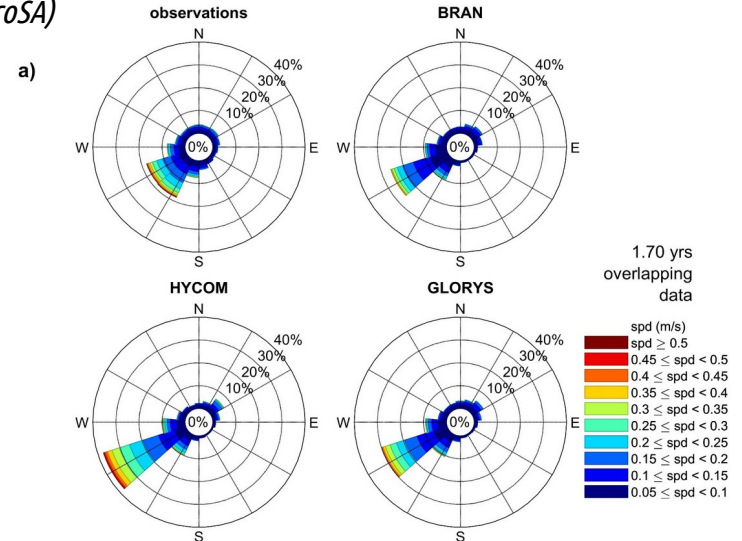 roSA)
observations
BRAN
a)
N
40%
30%
20%
10%
W
0%
E
S
N
40%
30%
20%
10%
W
0%
E
S
HYCOM
GLORYS
N
40%
30%
20%
10%
W
0%
E
S
N
40%
30%
20%
10%
W
0%
E
S
1.70 yrs
overlapping
data
spd (m/s)
spd ≥ 0.5
0.45 ≤ spd < 0.5
0.4 ≤ spd < 0.45
0.35 ≤ spd < 0.4
0.3 ≤ spd < 0.35
0.25 ≤ spd < 0.3
0.2 ≤ spd < 0.25
0.15 ≤ spd < 0.2
0.1 ≤ spd < 0.15
0.05 ≤ spd < 0.1